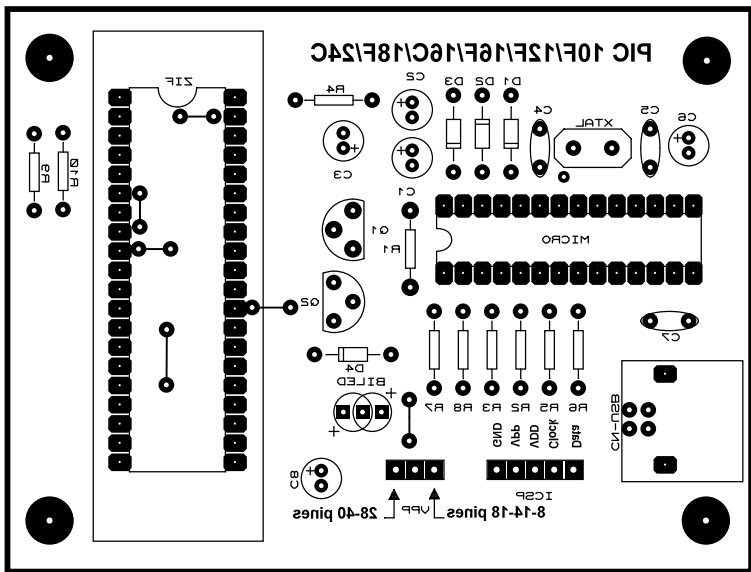 PIC 10F/12F/16F/16C/18F/24C
ZIF
R4
C2
D3
D2
D1
C4
XTAL
C5
C6
C3
C1
R9
R10
Q1
R1
MICRO
Q2
C7
D4
BILED
R7
R8
R3
R2
R5
R6
GND
VPP
VDD
Clock
Data
CN-USB
C8
ICSP
28-40 pines
VPP
8-14-18 pines